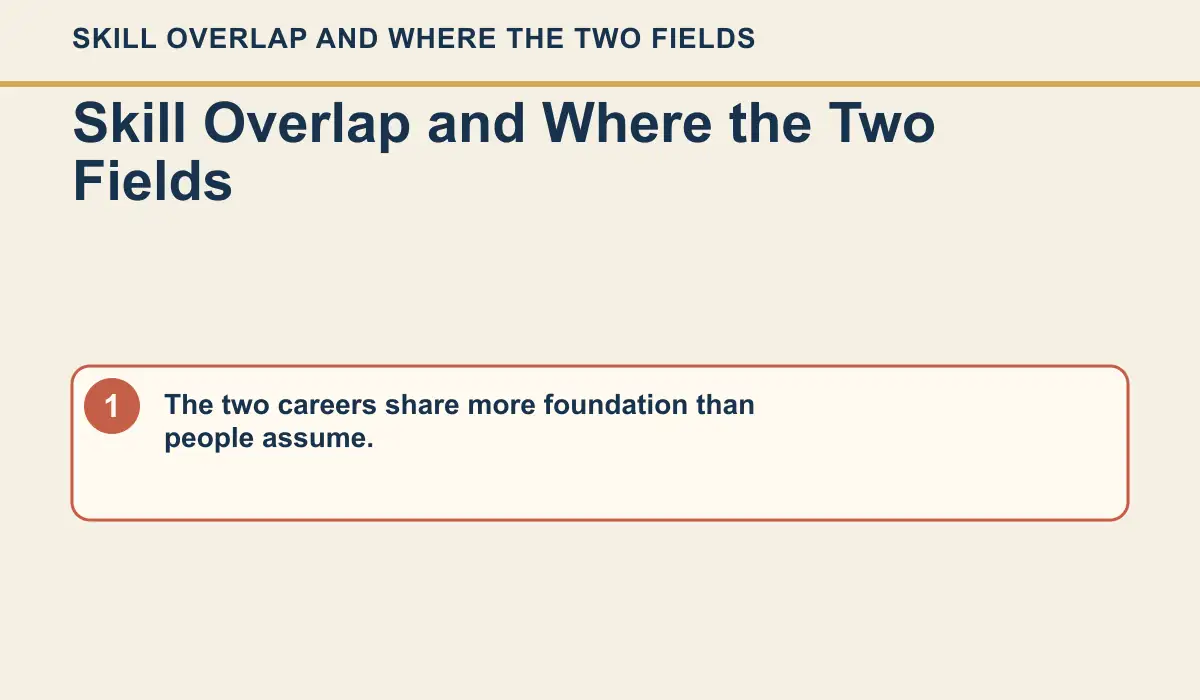 SKILL OVERLAP AND WHERE THE TWO FIELDS
Skill Overlap and Where the Two
Fields
1
The two careers share more foundation than
people assume.